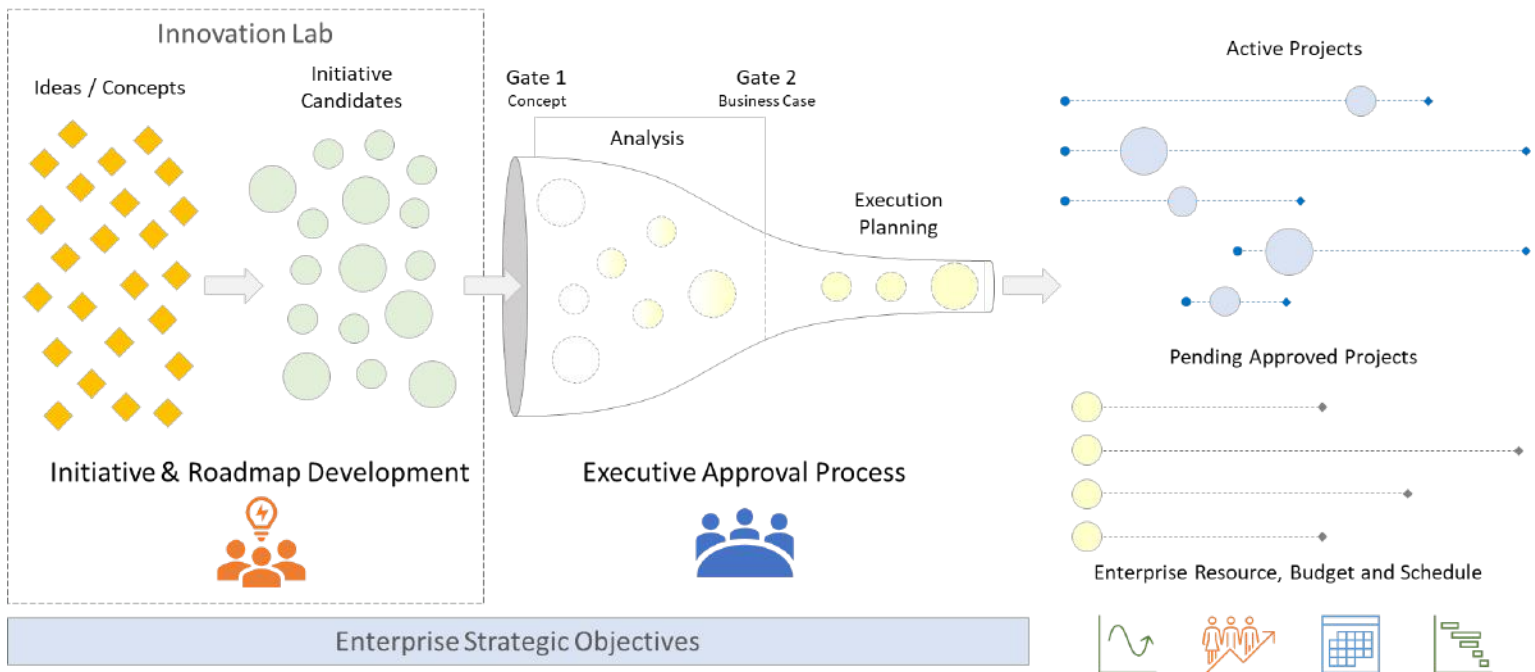 Innovation Lab
Ideas / Concepts
Initiative
Candidates
Initiative & Roadmap Development
Gate 1
Concept
Gate 2
Business Case
Analysis
Execution
Planning
Executive Approval Process
Active Projects
Pending Approved Projects
Enterprise Resource, Budget and Schedule
Enterprise Strategic Objectives